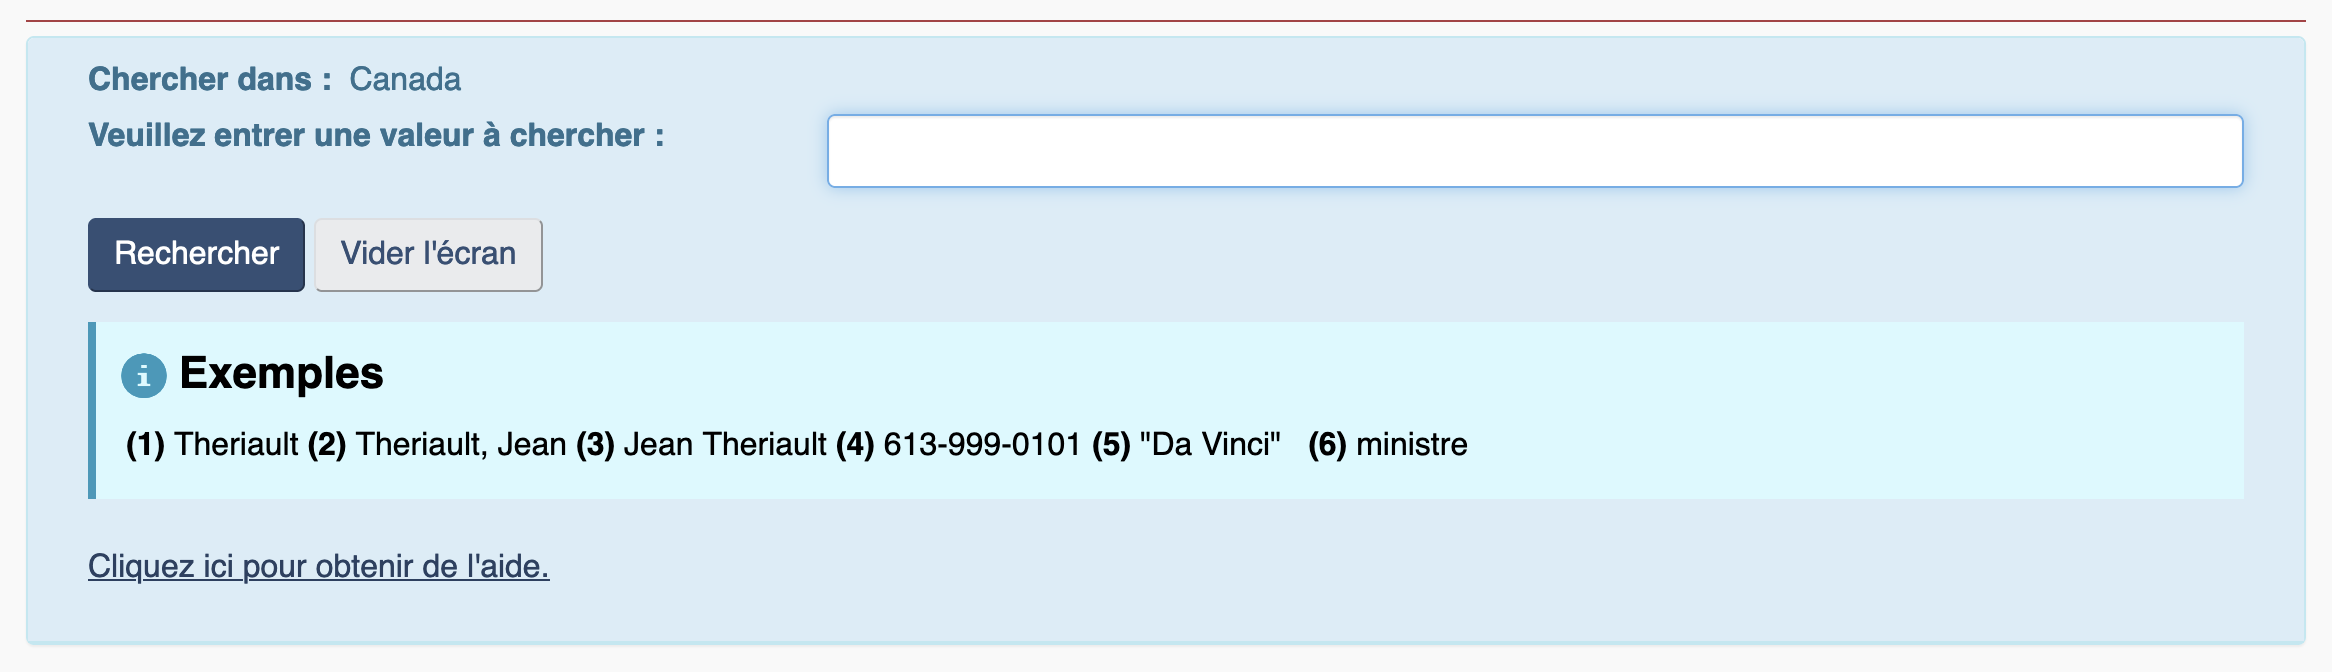 Chercher dans : Canada
Veuillez entrer une valeur à chercher :
Rechercher Vider l'écran
i Exemples
(1) Theriault (2) Theriault, Jean (3) Jean Theriault (4) 613-999-0101 (5) "Da Vinci" (6) ministre
Cliquez ici pour obtenir de l'aide.